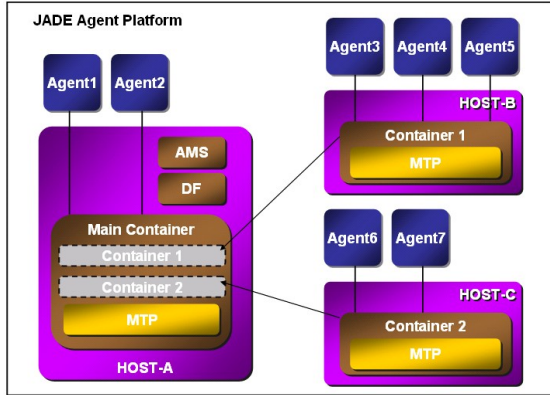 JADE Agent Platform
Agent1
Agent2
AMS
DF
Main Container
Container 1
Container 2
MTP
HOST-A
Agent3
Agent4
Agent5
HOST-B
Container 1
MTP
Agent6
Agent7
HOST-C
Container 2
MTP